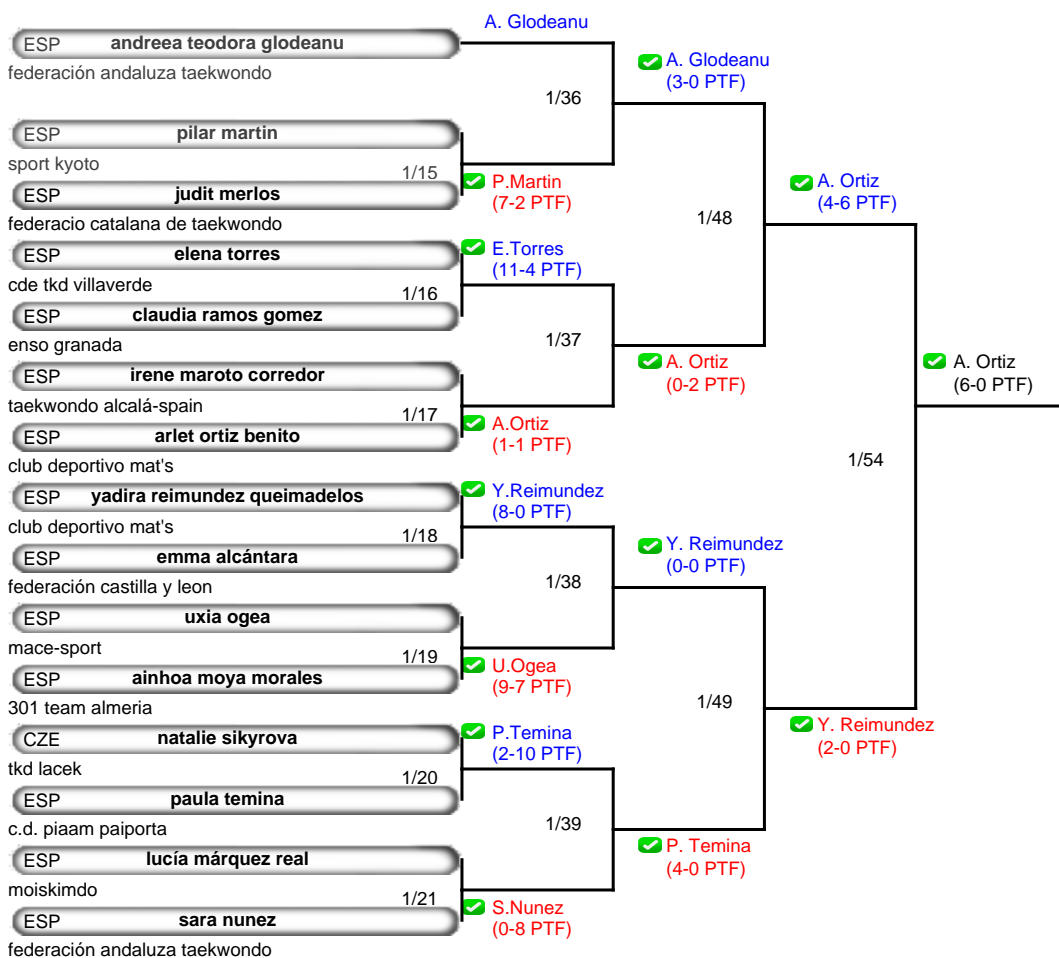 A. Glodeanu
ESP andreea teodora glodeanu
federación andaluza taekwondo
A. Glodeanu
(3-0 PTF)
1/36
ESP pilar martin
sport kyoto
1/15
P.Martin
(7-2 PTF)
ESP judit merlos
federacio catalana de taekwondo
A. Ortiz
(4-6 PTF)
1/48
ESP elena torres
cde tkd villaverde
E.Torres
(11-4 PTF)
1/16
ESP claudia ramos gomez
enso granada
1/37
A. Ortiz
(0-2 PTF)
ESP irene maroto corredor
taekwondo alcalá-spain
1/17
A.Ortiz
(1-1 PTF)
ESP arlet ortiz benito
club deportivo mat's
A. Ortiz
(6-0 PTF)
1/54
ESP yadira reimundez queimadelos
club deportivo mat's
Y.Reimundez
(8-0 PTF)
1/18
ESP emma alcántara
federación castilla y leon
Y. Reimundez
(0-0 PTF)
1/38
ESP uxia ogea
mace-sport
1/19
U.Ogea
(9-7 PTF)
ESP ainhoa moya morales
301 team almeria
1/49
Y. Reimundez
(2-0 PTF)
CZE natalie sikyrova
tkd lacek
P.Temina
(2-10 PTF)
1/20
ESP paula temina
c.d. piaam paiporta
1/39
P. Temina
(4-0 PTF)
ESP lucía márquez real
moiskimdo
1/21
S.Nunez
(0-8 PTF)
ESP sara nunez
federación andaluza taekwondo